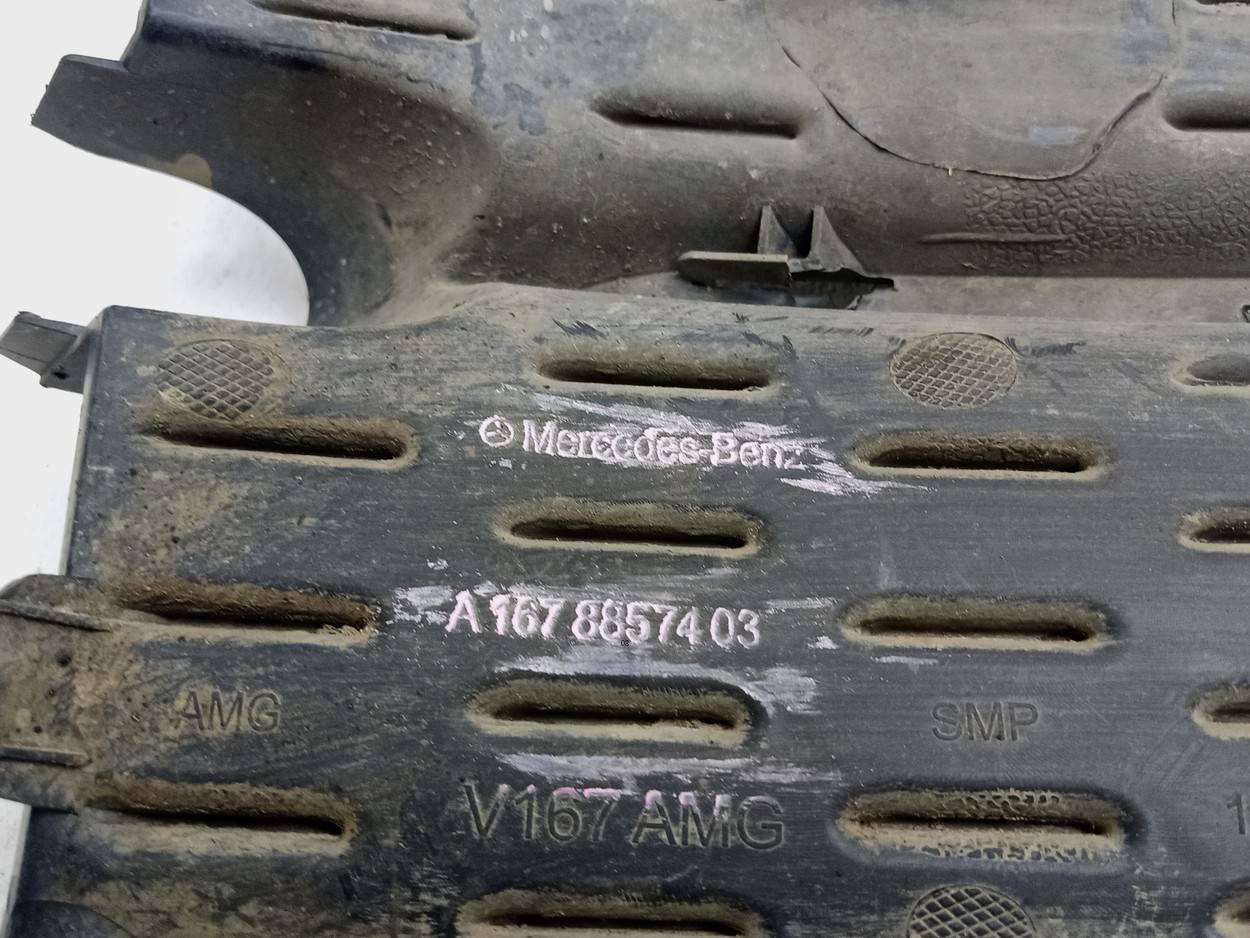 Mercedes-Benz
A 167 885 74 03
AMG
SMP
V167 AMG